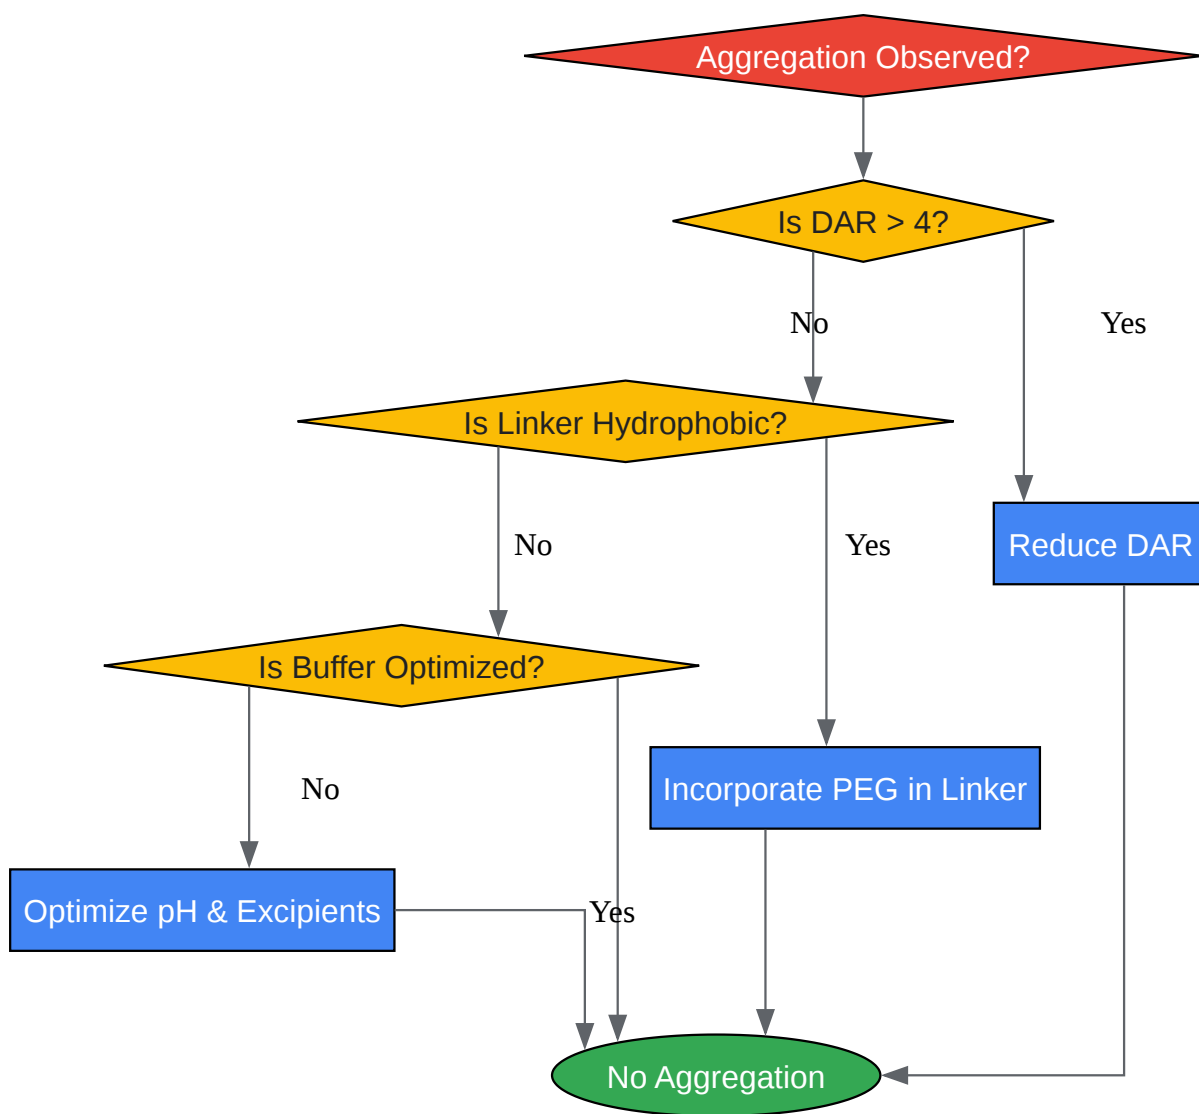 Aggregation Observed?
Is DAR > 4?
No
Yes
Is Linker Hydrophobic?
No
Yes
Reduce DAR
Is Buffer Optimized?
No
Incorporate PEG in Linker
Optimize pH & Excipients
Yes
No Aggregation